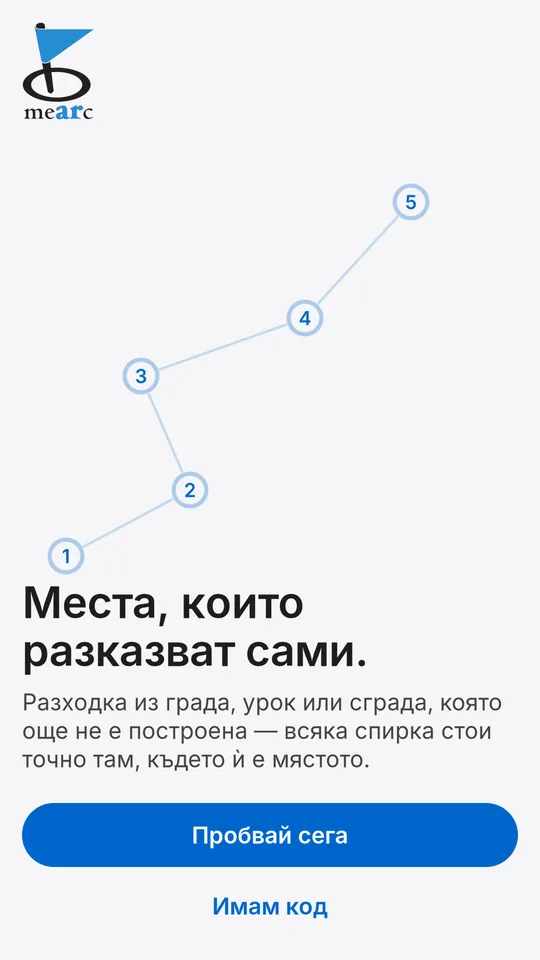 mearc
5
4
3
2
1
Места, които
разказват сами.
Разходка из града, урок или сграда, която
още не е построена — всяка спирка стои
точно там, където ѝ е мястото.
Пробвай сега
Имам код